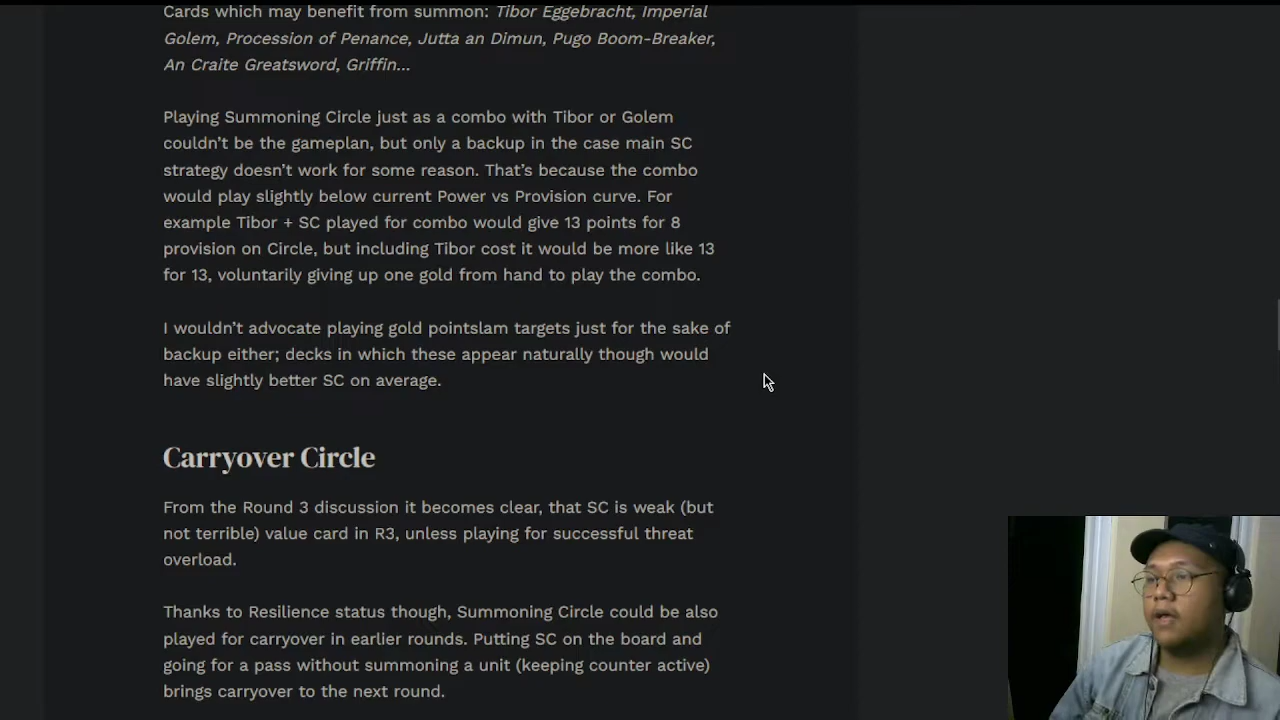 Cards which may benefit from summon: Tibor Eggebracht, Imperial
Golem, Procession of Penance, Jutta an Dimun, Pugo Boom-Breaker,
An Craite Greatsword, Griffin...
Playing Summoning Circle just as a combo with Tibor or Golem
couldn't be the gameplan, but only a backup in the case main SC
strategy doesn't work for some reason. That's because the combo
would play slightly below current Power vs Provision curve. For
example Tibor + SC played for combo would give 13 points for 8
provision on Circle, but including Tibor cost it would be more like 13
for 13, voluntarily giving up one gold from hand to play the combo.
I wouldn't advocate playing gold pointslam targets just for the sake of
backup either; decks in which these appear naturally though would
have slightly better SC on average.
Carryover Circle
From the Round 3 discussion it becomes clear, that SC is weak (but
not terrible) value card in R3, unless playing for successful threat
overload.
Thanks to Resilience status though, Summoning Circle could be also
played for carryover in earlier rounds. Putting SC on the board and
going for a pass without summoning a unit (keeping counter active)
brings carryover to the next round.